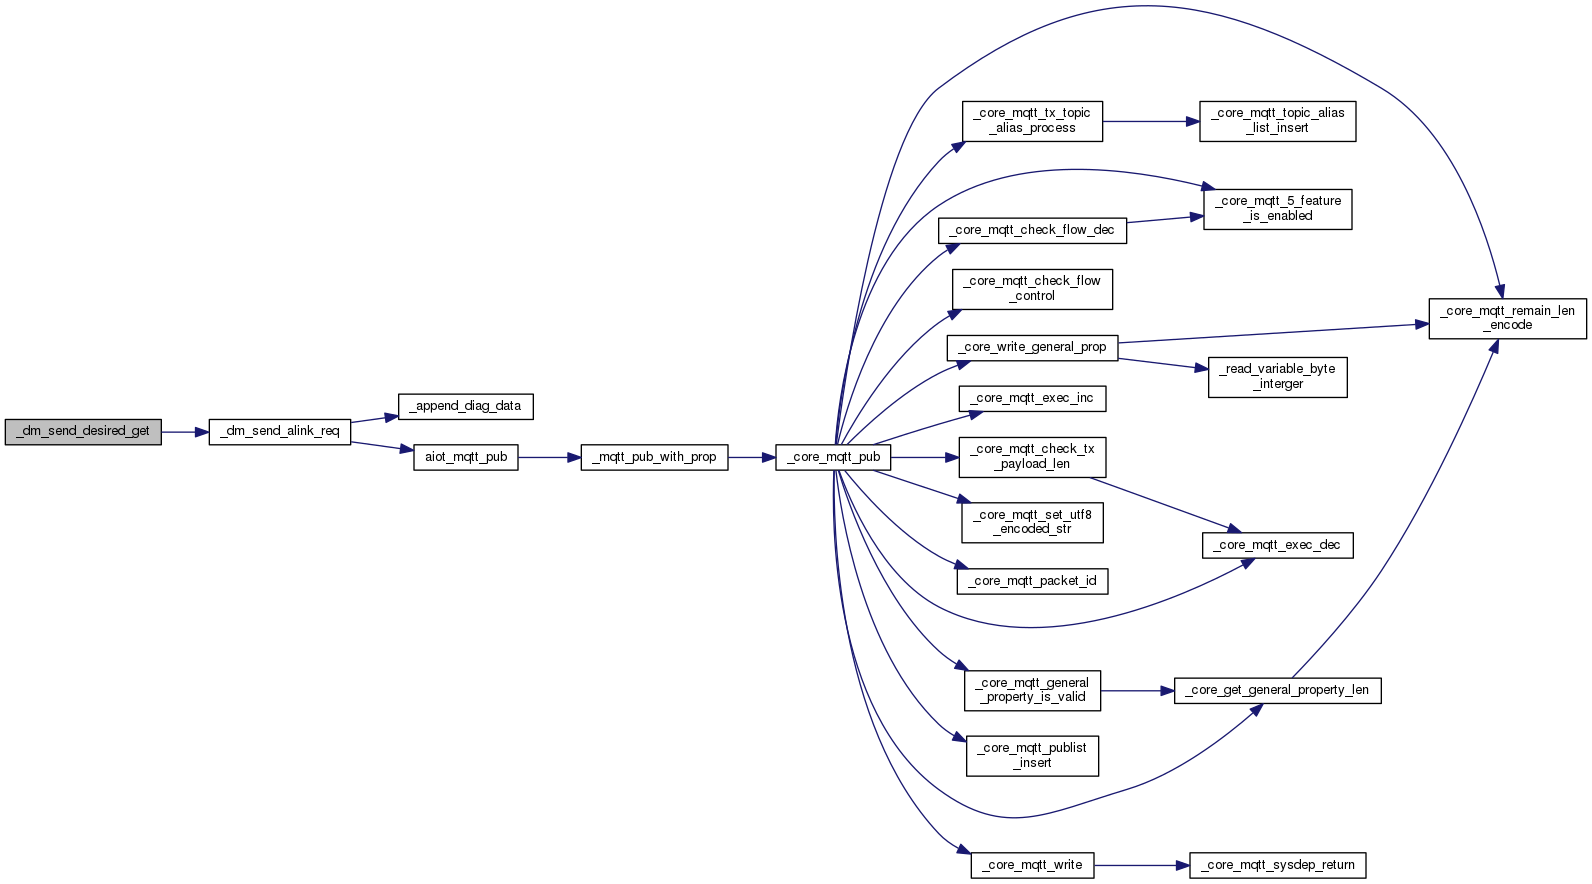 _dm_send_desired_get
_dm_send_alink_req
_append_diag_data
aiot_mqtt_pub
_mqtt_pub_with_prop
_core_mqtt_pub
_core_mqtt_tx_topic
_alias_process
_core_mqtt_topic_alias
_list_insert
_core_mqtt_5_feature
_is_enabled
_core_mqtt_check_flow_dec
_core_mqtt_check_flow
_control
_core_mqtt_remain_len
_encode
_core_write_general_prop
_read_variable_byte
_interger
_core_mqtt_exec_inc
_core_mqtt_check_tx
_payload_len
_core_mqtt_set_utf8
_encoded_str
_core_mqtt_exec_dec
_core_mqtt_packet_id
_core_mqtt_general
_property_is_valid
_core_get_general_property_len
_core_mqtt_publist
_insert
_core_mqtt_write
_core_mqtt_sysdep_return